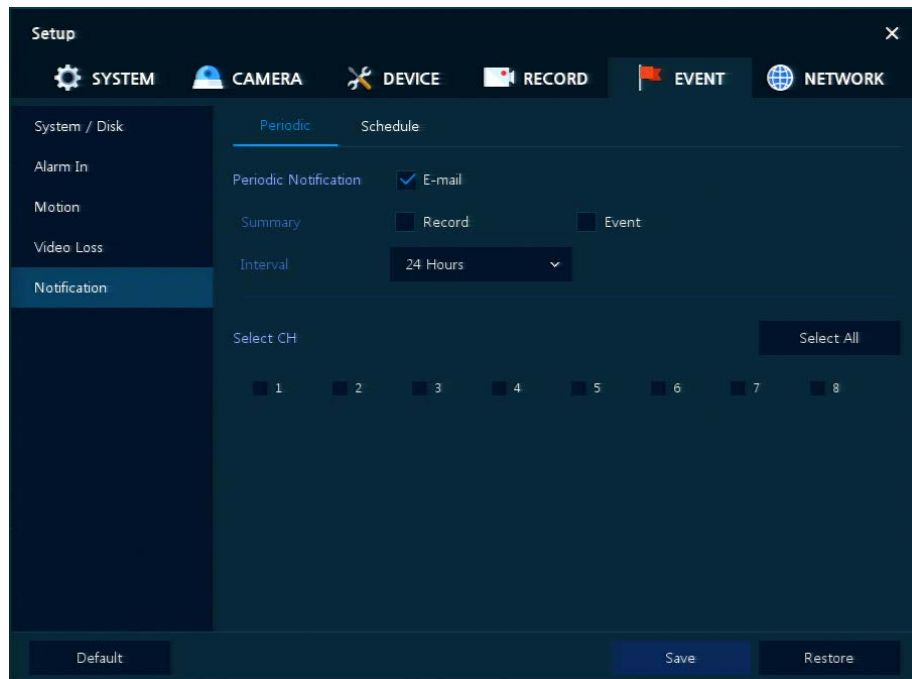 Setup
SYSTEM CAMERA DEVICE RECORD EVENT NETWORK
System / Disk
Alarm In
Motion
Video Loss
Notification
Periodic Schedule
Periodic Notification E-mail
Summary Record Event
Interval 24 Hours
Select CH Select All
1 2 3 4 5 6 7 8
Default Save Restore